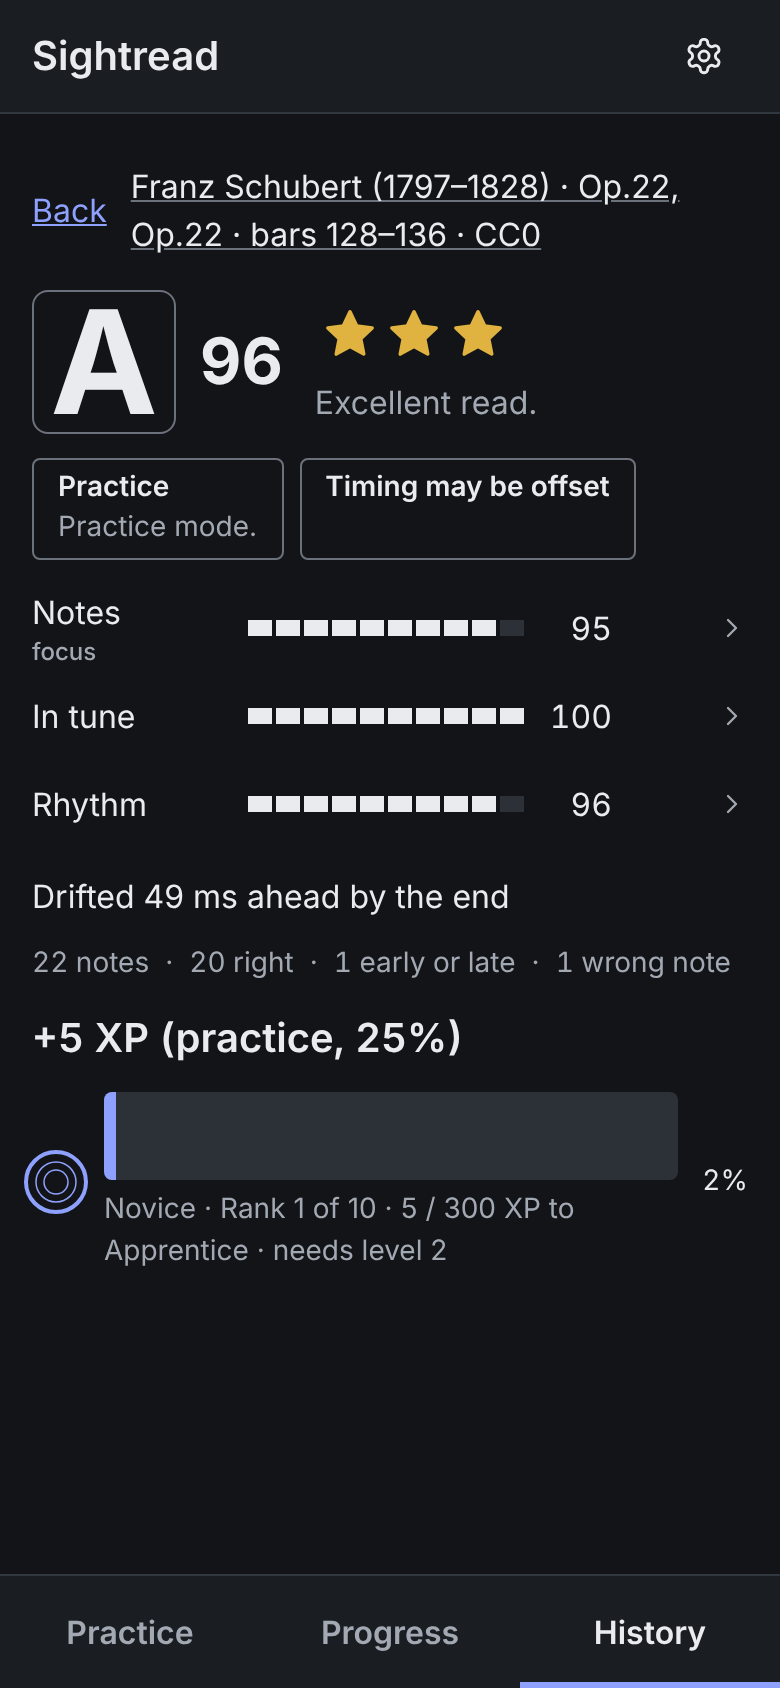 Sightread
Back
Franz Schubert (1797–1828) · Op.22,
Op.22 · bars 128–136 · CC0
A
96
Excellent read.
Practice
Practice mode.
Timing may be offset
Notes
focus
95
In tune
100
Rhythm
96
Drifted 49 ms ahead by the end
22 notes · 20 right · 1 early or late · 1 wrong note
+5 XP (practice, 25%)
2%
Novice · Rank 1 of 10 · 5 / 300 XP to
Apprentice · needs level 2
Practice
Progress
History